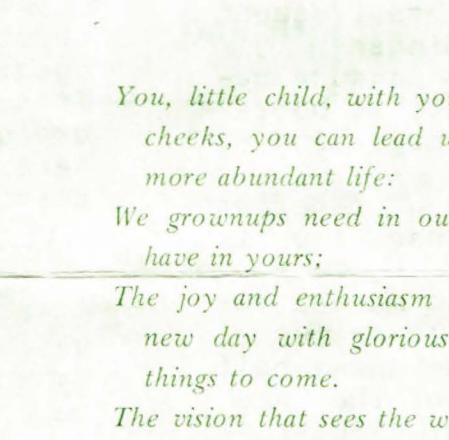 You, little child, with yo
cheeks, you can lead
more abundant life:
We grownups need in ou
have in yours;
The joy and enthusiasm
new day with glorious
things to come.
The vision that sees the w